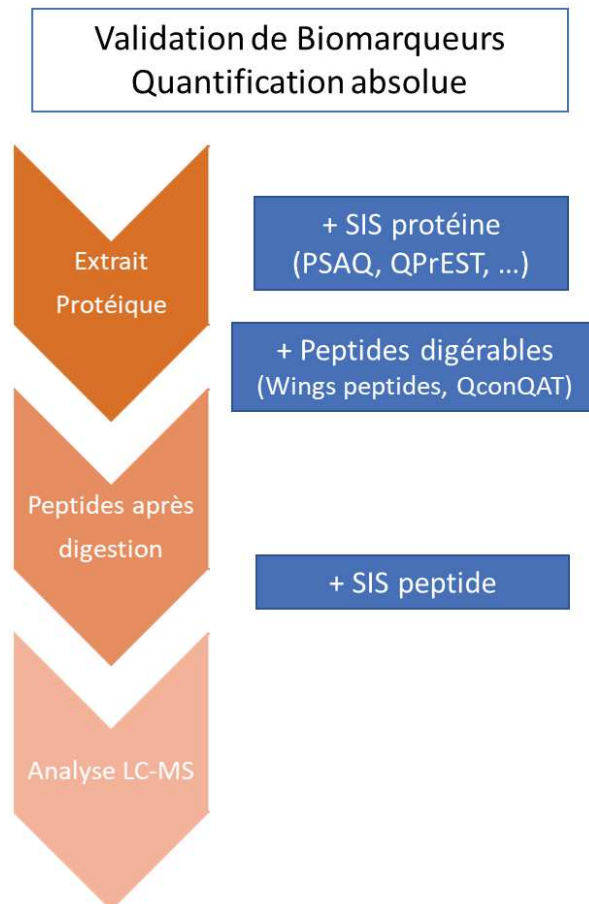 Validation de Biomarqueurs
Quantification absolue
Extrait
Protéique
+ SIS protéine
(PSAQ, QPrEST, ...)
+ Peptides digérables
(Wings peptides, QconQAT)
Peptides après
digestion
+ SIS peptide
Analyse LC-MS